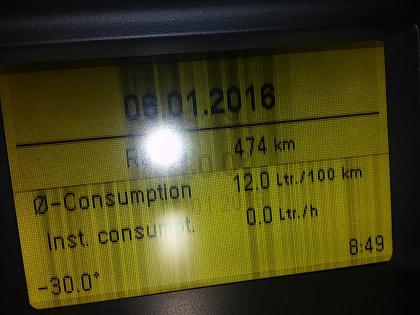 06.01.2016
474 km
Ø-Consumption 12.0 Ltr./100 km
Inst. consumpt. 0.0 Ltr./h
8:49
-30.0°